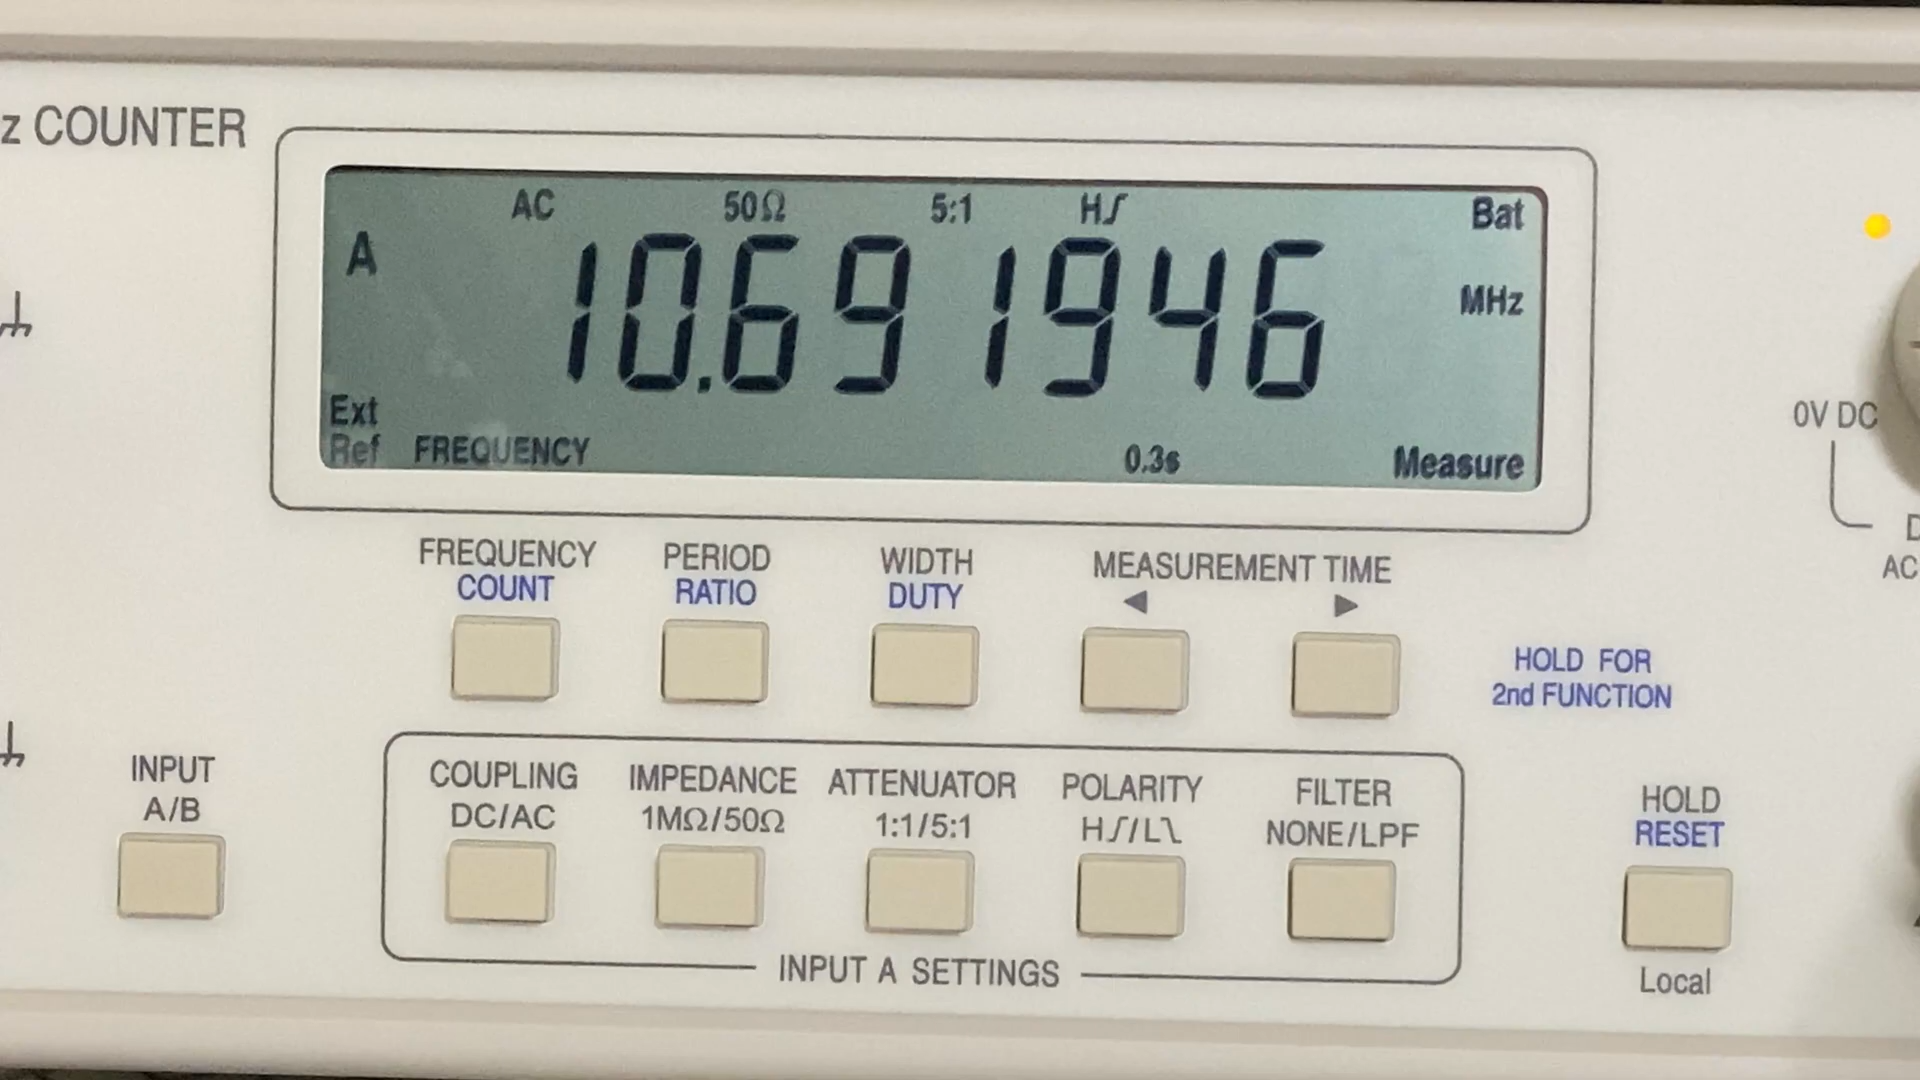 z COUNTER
AC 50Ω 5:1 H⎍ Bat
A 10.691946 MHz
Ext
Ref FREQUENCY 0.3s Measure
0V DC
AC
FREQUENCY PERIOD WIDTH MEASUREMENT TIME
COUNT RATIO DUTY ◀ ▶
HOLD FOR
2nd FUNCTION
INPUT
A/B
COUPLING IMPEDANCE ATTENUATOR POLARITY FILTER
DC/AC 1MΩ/50Ω 1:1/5:1 H/L NONE/LPF
INPUT A SETTINGS
HOLD
RESET
Local